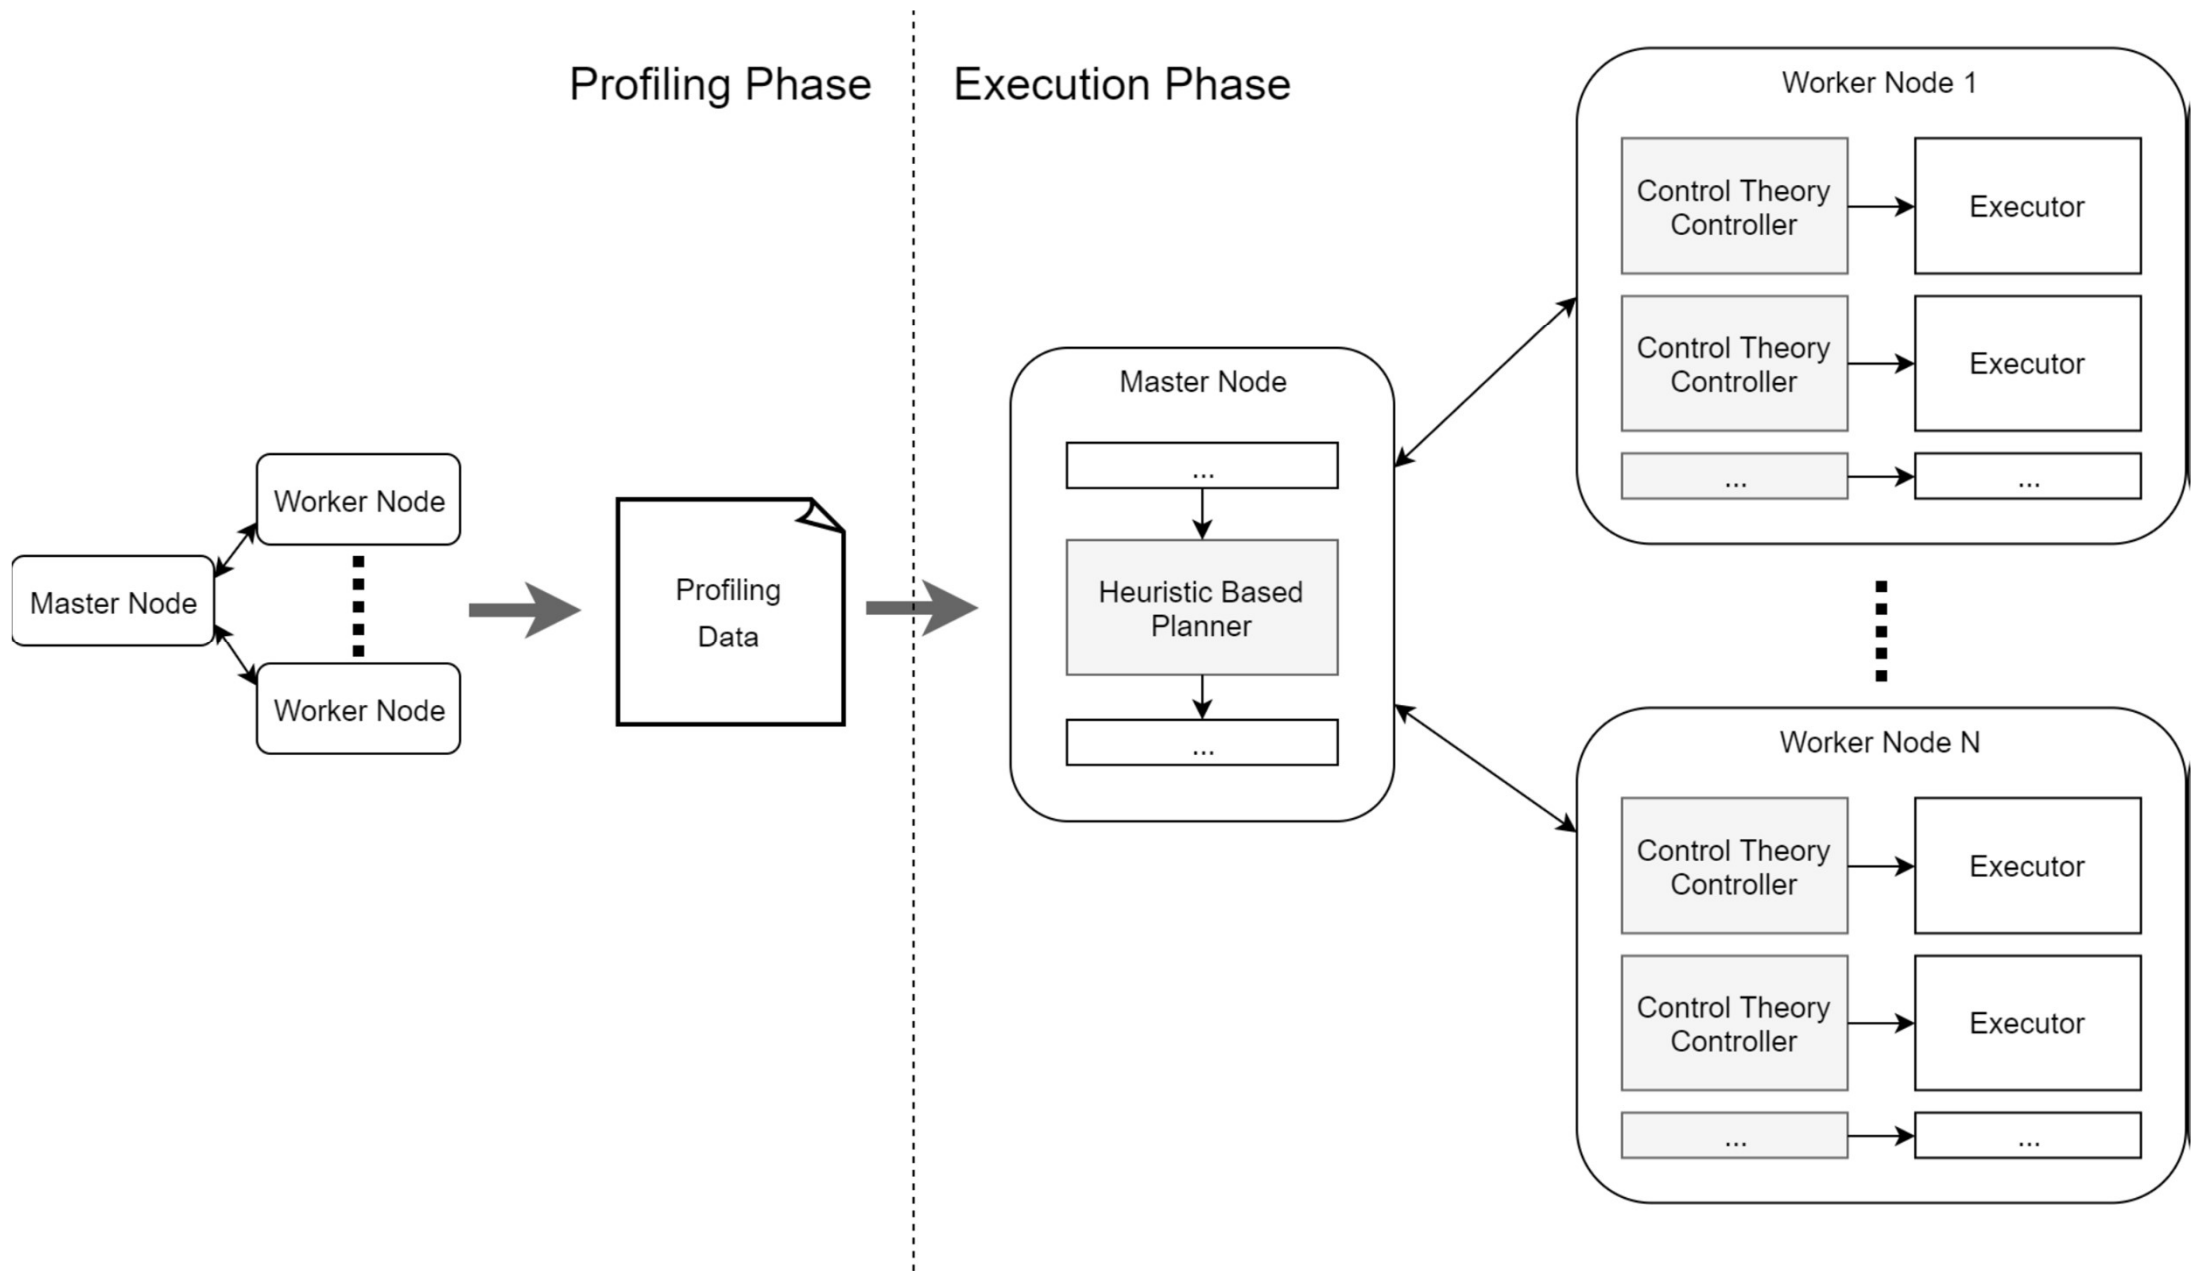 Profiling Phase
Execution Phase
Master Node
Worker Node
Worker Node
Profiling
Data
Master Node
...
Heuristic Based
Planner
...
Worker Node 1
Control Theory
Controller
Executor
Control Theory
Controller
Executor
...
...
Worker Node N
Control Theory
Controller
Executor
Control Theory
Controller
Executor
...
...